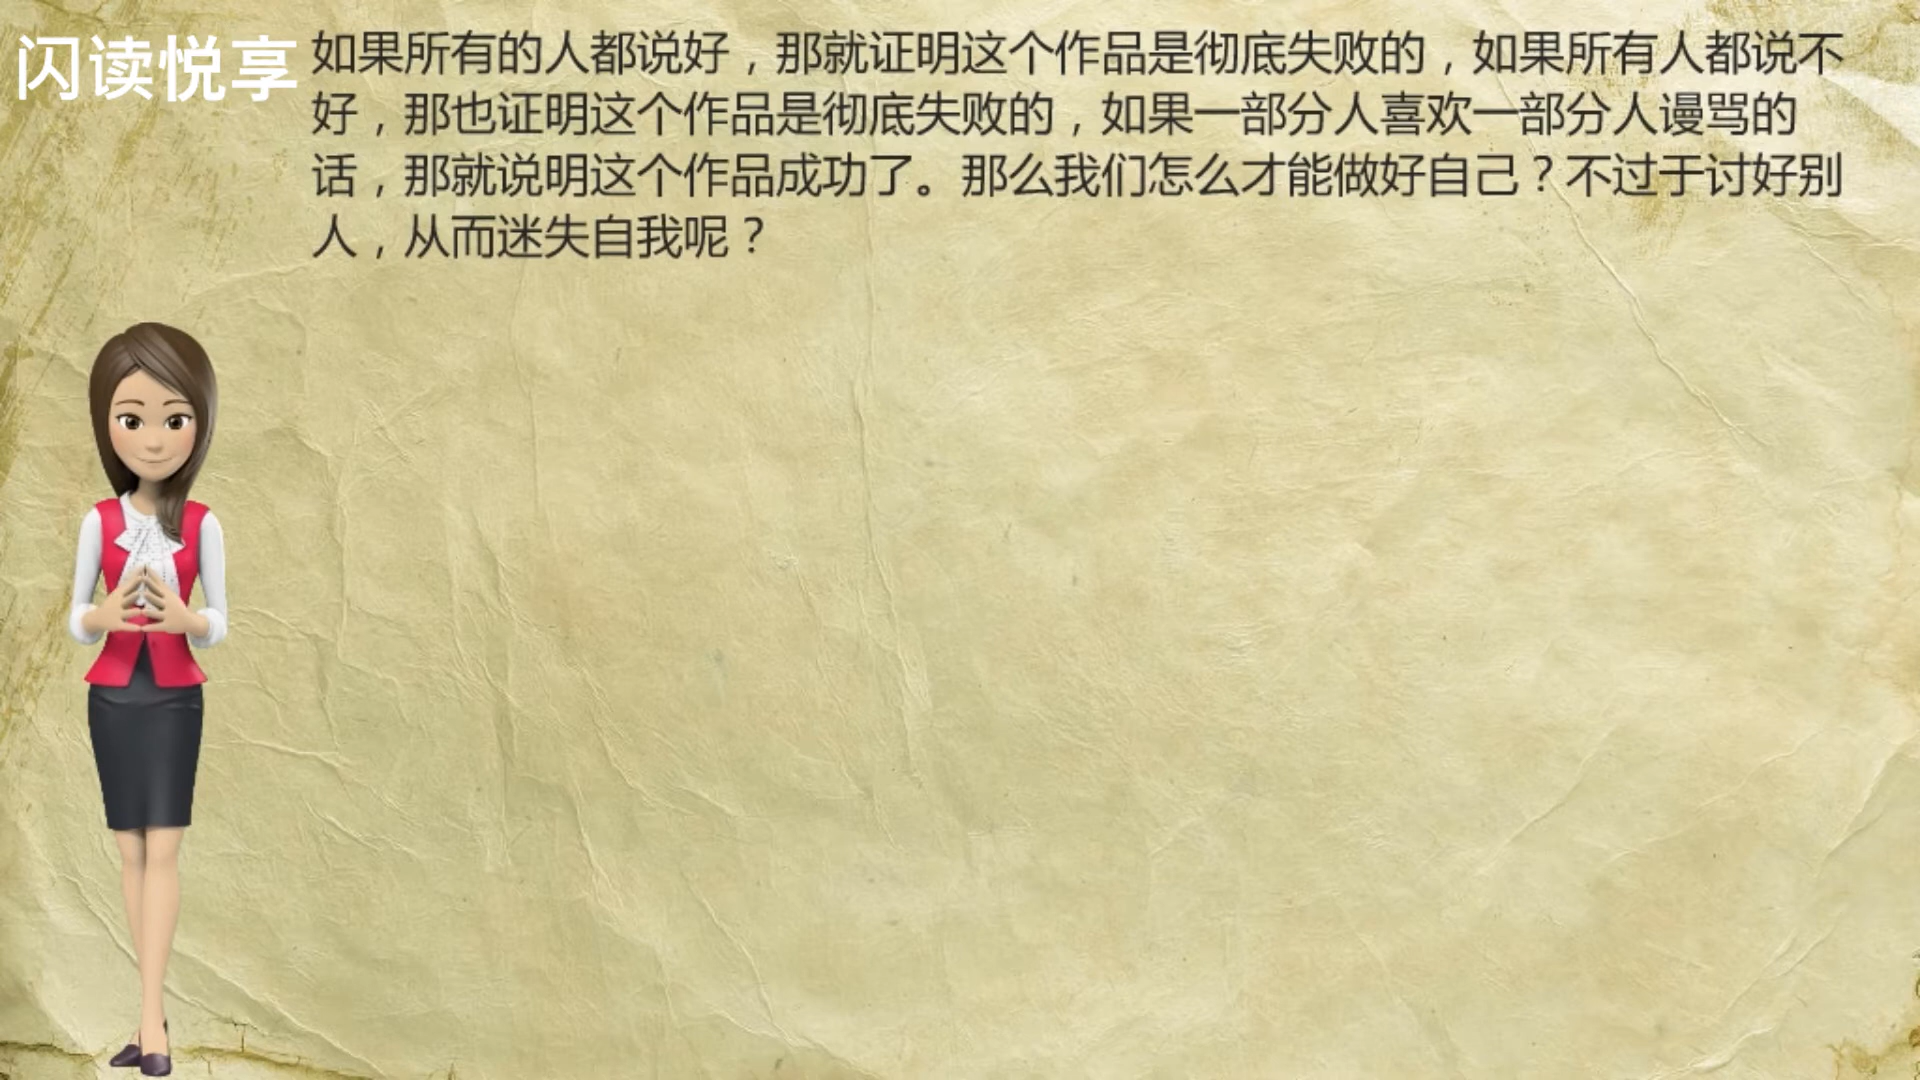 闪读悦享
如果所有的人都说好，那就证明这个作品是彻底失败的，如果所有人都说不
好，那也证明这个作品是彻底失败的，如果一部分人喜欢一部分人谩骂的
话，那就说明这个作品成功了。那么我们怎么才能做好自己？不过于讨好别
人，从而迷失自我呢？